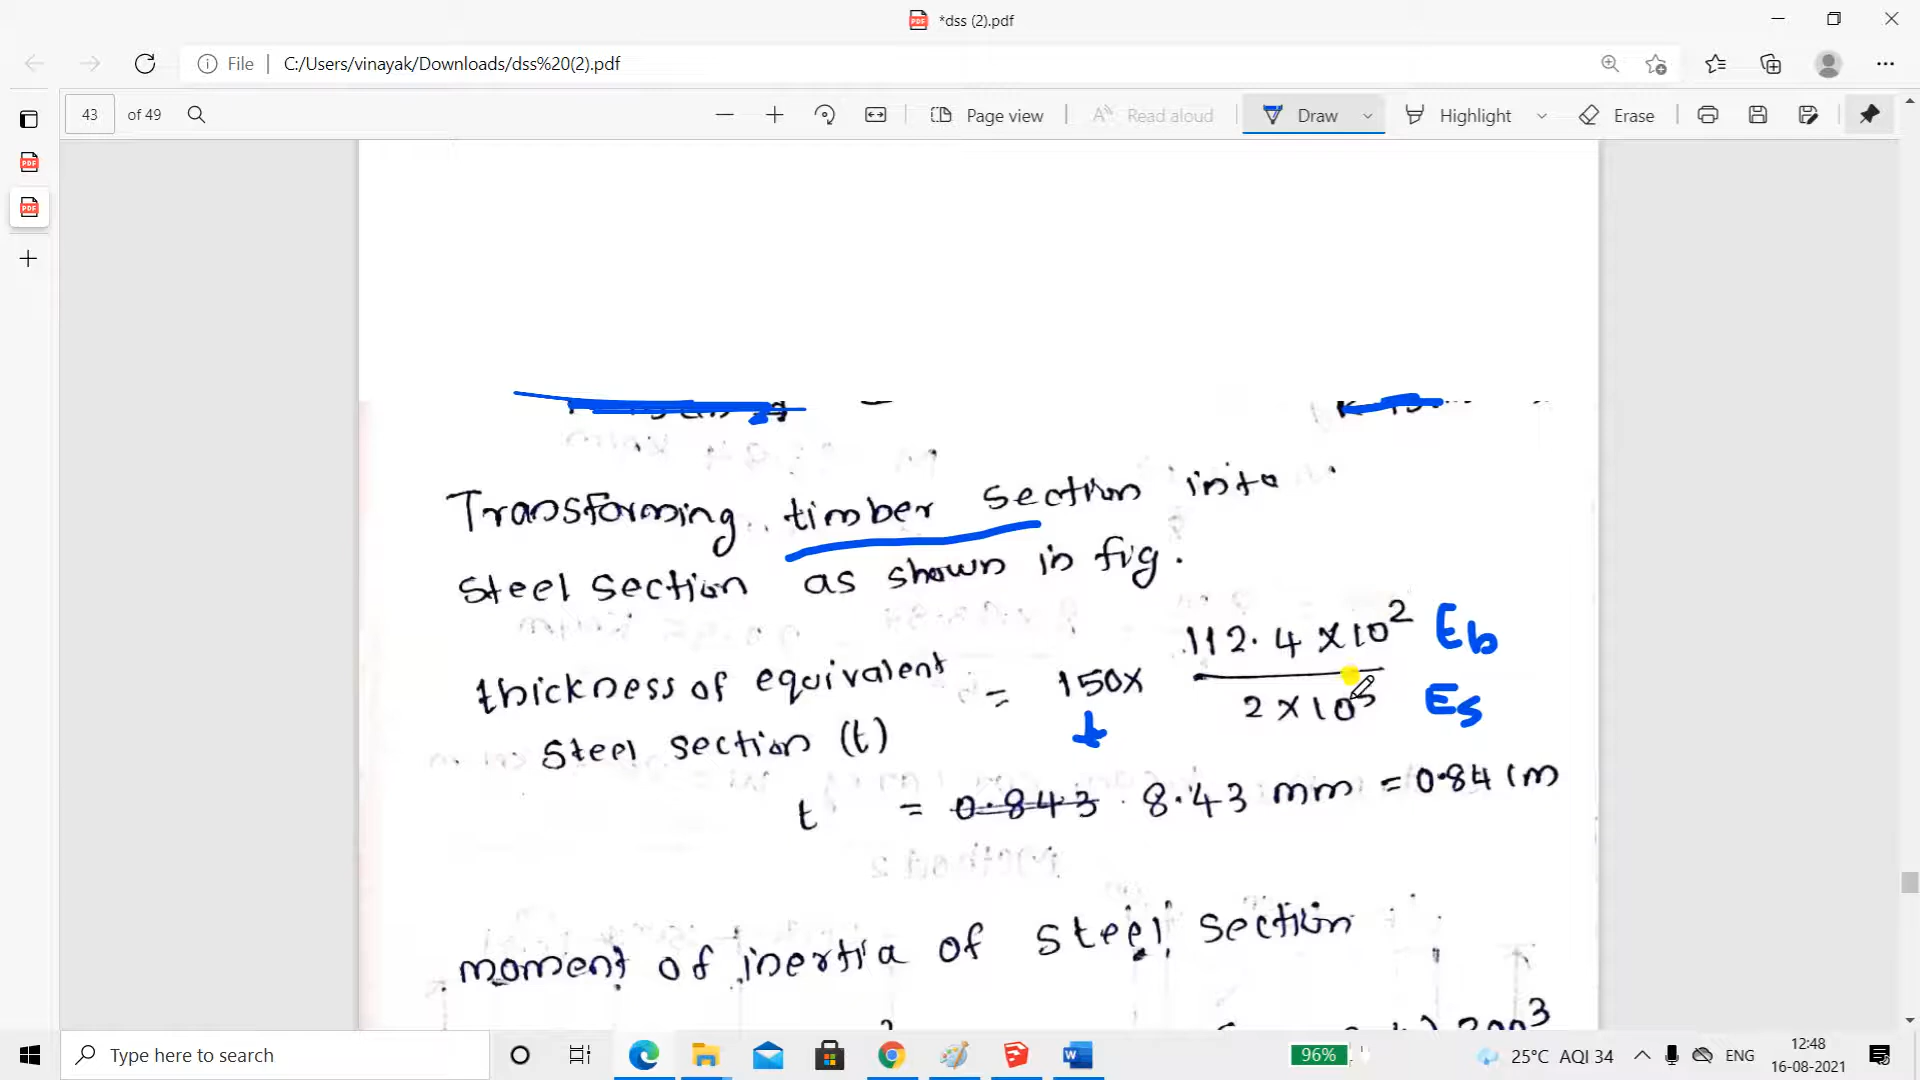 *dss (2).pdf
File
C:/Users/vinayak/Downloads/dss%20(2).pdf
43 of 49
Page view
Read aloud
Draw
Highlight
Erase
Transforming timber section into
steel section as shown in fig.
112.4 x 10² Eb
thickness of equivalent = 150x
2 x 10⁵ Es
steel section (t) t
t = 0.843 8.43 mm = 0.84 cm
moment of inertia of steel section
Type here to search
96%
25°C AQI 34
ENG
12:48
16-08-2021